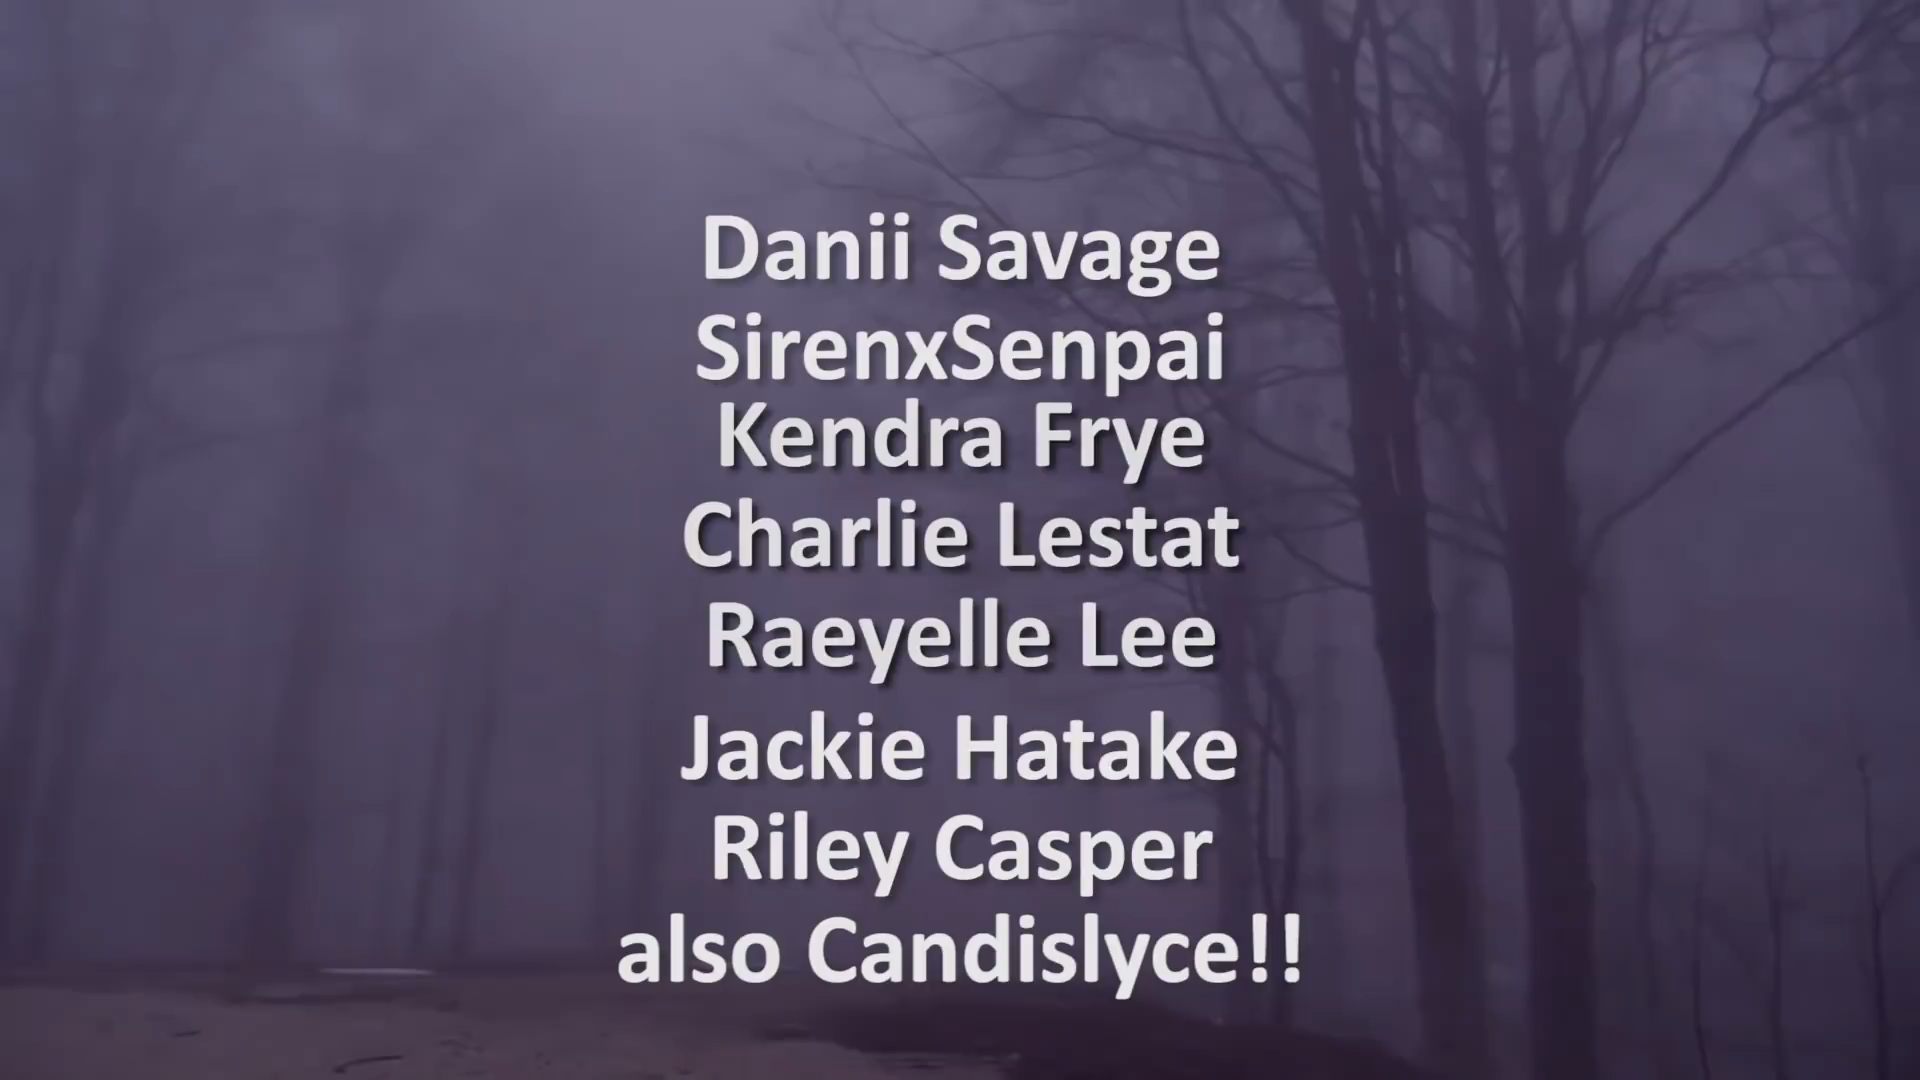 Danii Savage
SirenxSenpai
Kendra Frye
Charlie Lestat
Raeyelle Lee
Jackie Hatake
Riley Casper
also Candislyce!!